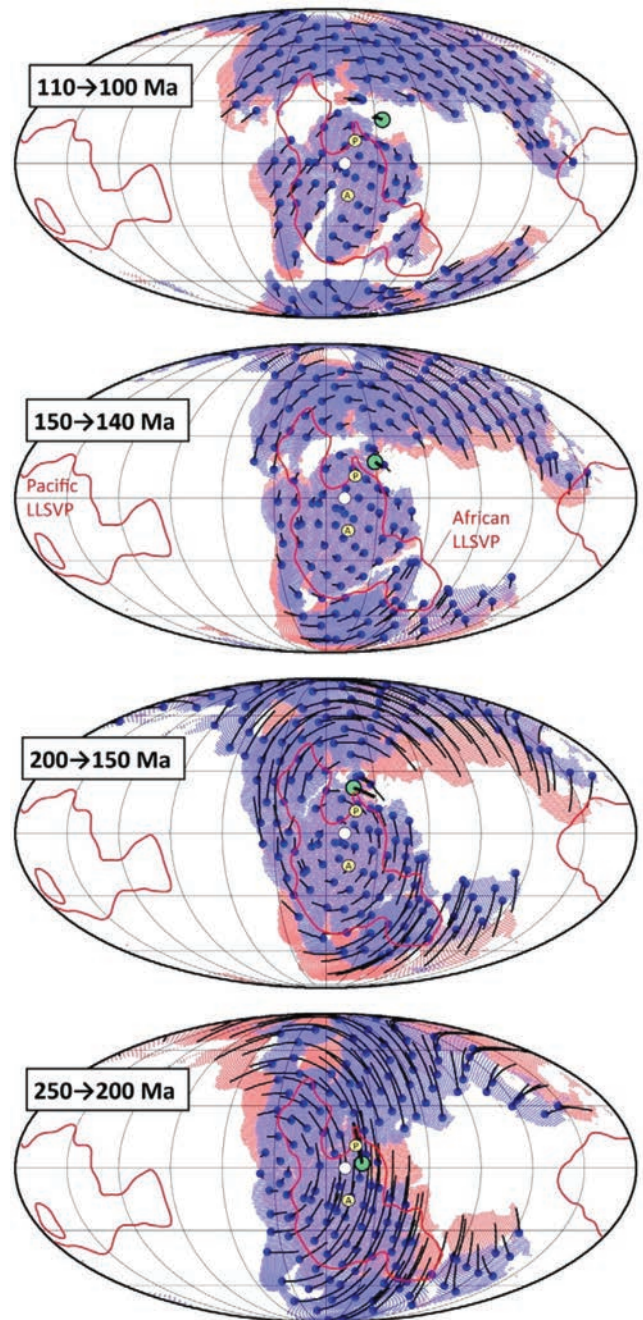 110→100 Ma
P
A
150→140 Ma
Pacific
LLSVP
P
A
African
LLSVP
200→150 Ma
P
A
250→200 Ma
P
A